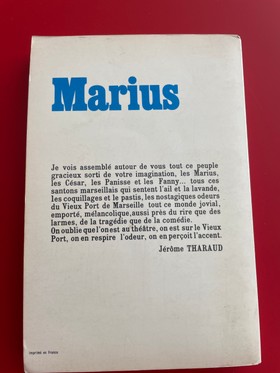 Marius
Je vois assemblé autour de vous tout ce peuple
gracieux sorti de votre imagination, les Marius,
les César, les Panisse et les Fanny... tous ces
santons marseillais qui sentent l'ail et la lavande,
les coquillages et le pastis, les nostagiques odeurs
du Vieux Port de Marseille tout ce monde jovial,
emporté, mélancolique,aussi près du rire que des
larmes, de la tragédie que de la comédie.
On oublie que l'on est au théâtre, on est sur le Vieux
Port, on en respire l'odeur, on en perçoit l'accent.
Jérôme THARAUD
Imprimé en France